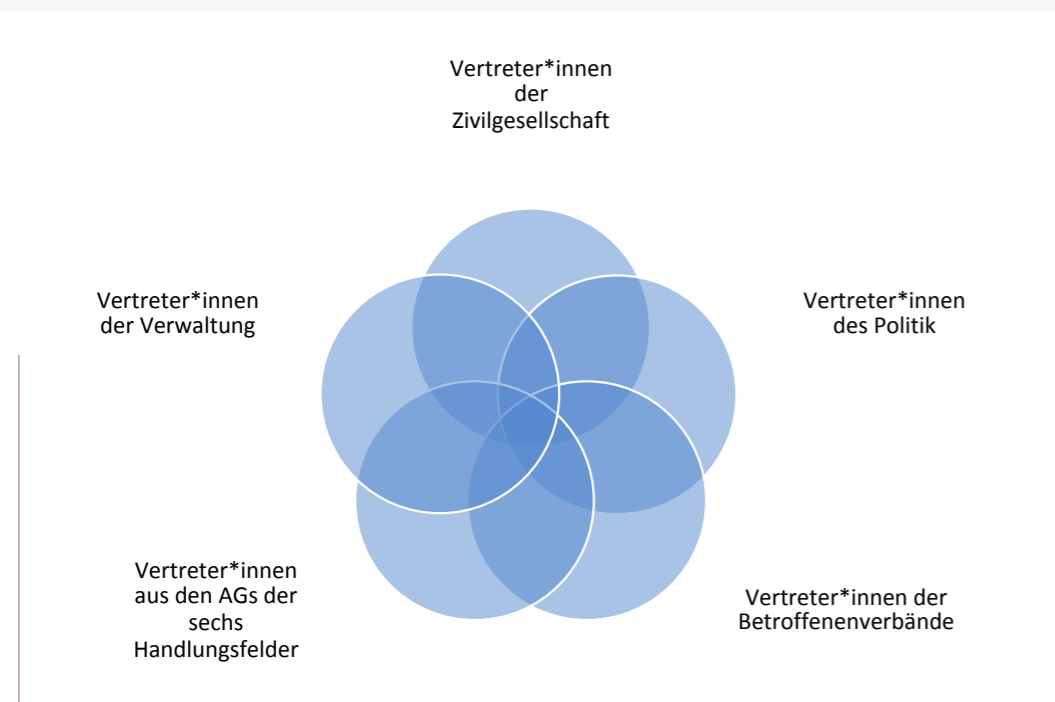 Vertreter*innen
der
Zivilgesellschaft
Vertreter*innen
der Verwaltung
Vertreter*innen
des Politik
Vertreter*innen
aus den AGs der
sechs
Handlungsfelder
Vertreter*innen der
Betroffenenverbände